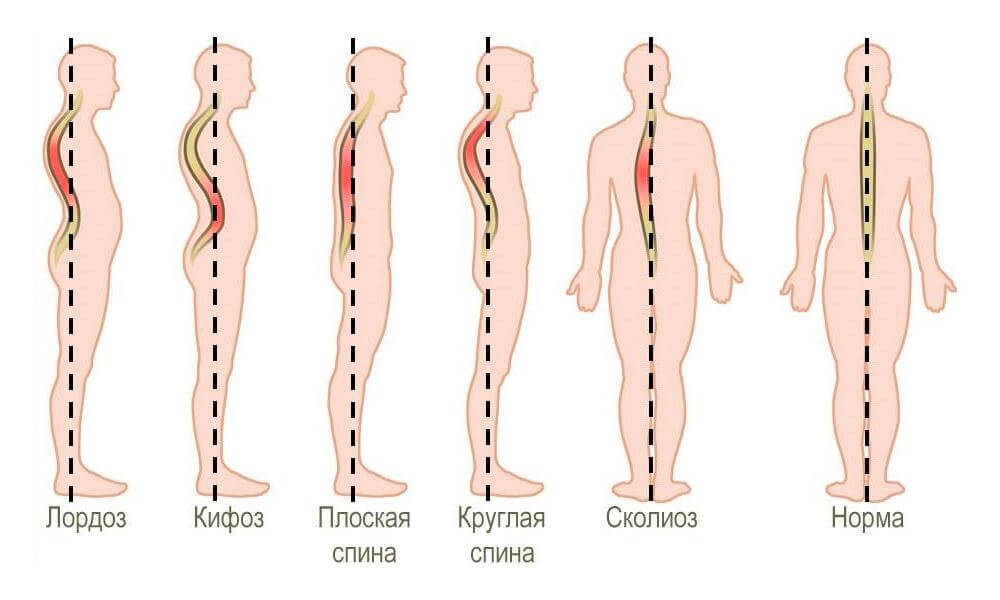 Лордоз
Кифоз
Плоская
спина
Круглая
спина
Сколиоз
Норма